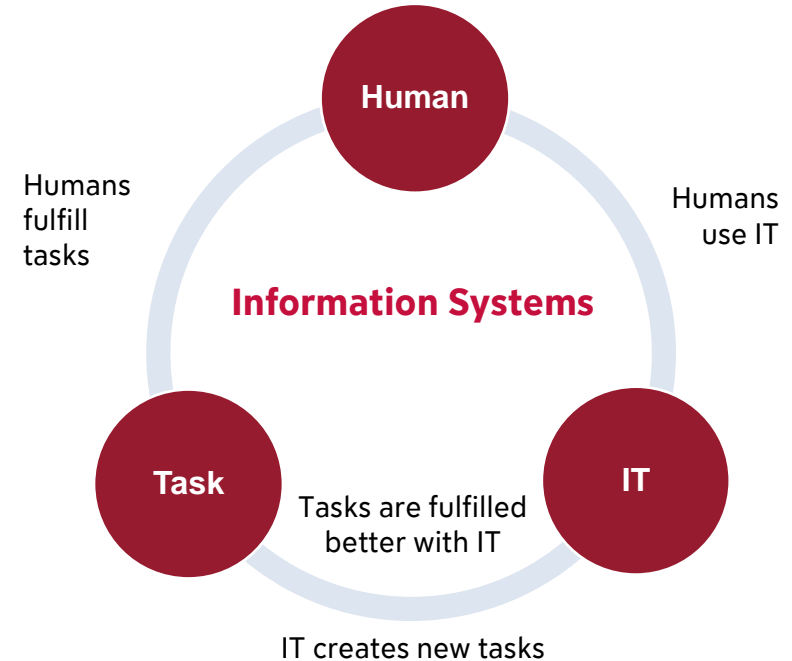 Human
Humans
fulfill
tasks
Humans
use IT
Information Systems
Task
IT
Tasks are fulfilled
better with IT
IT creates new tasks